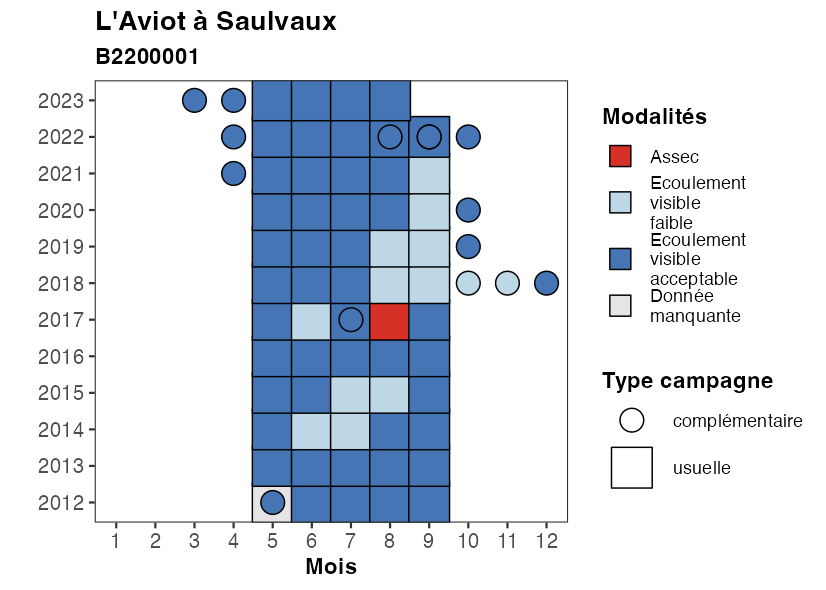 L'Aviot à Saulvaux
B2200001
2023
2022
2021
2020
2019
2018
2017
2016
2015
2014
2013
2012
1 2 3 4 5 6 7 8 9 10 11 12
Mois
Modalités
Assec
Ecoulement
visible
faible
Ecoulement
visible
acceptable
Donnée
manquante
Type campagne
complémentaire
usuelle